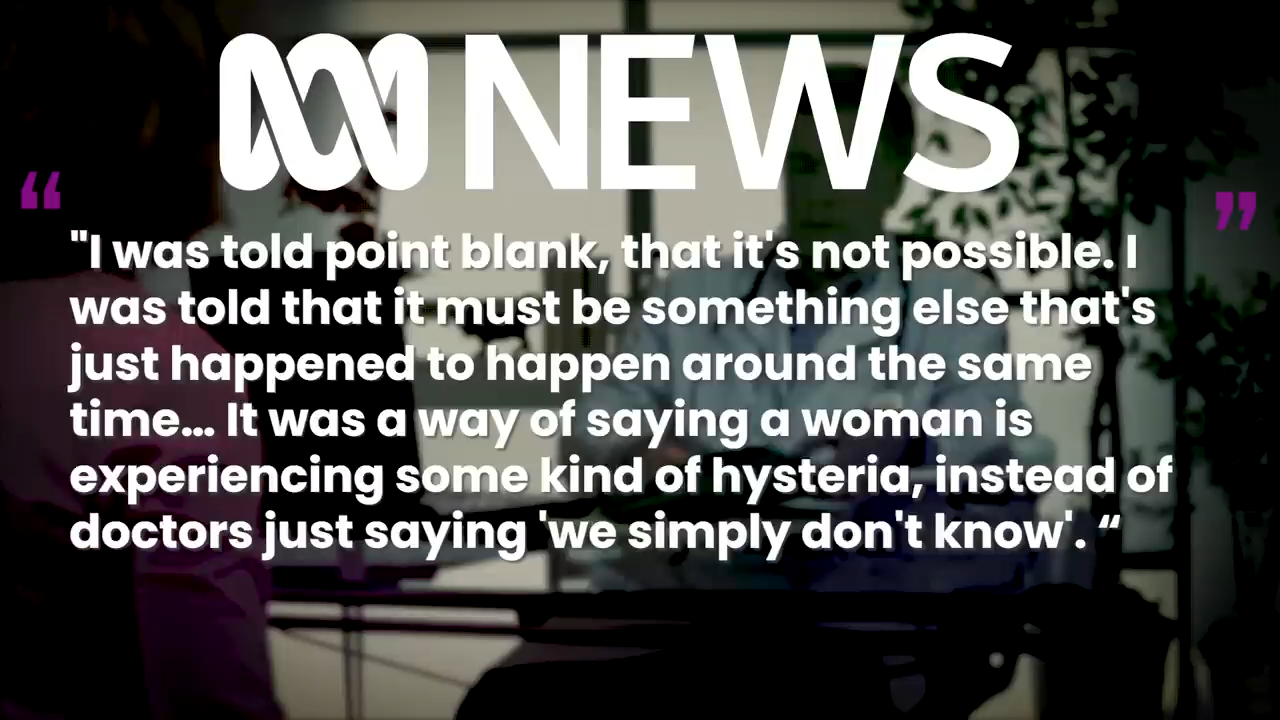 NEWS
“ ”
"I was told point blank, that it's not possible. I
was told that it must be something else that's
just happened to happen around the same
time... It was a way of saying a woman is
experiencing some kind of hysteria, instead of
doctors just saying 'we simply don't know'. “